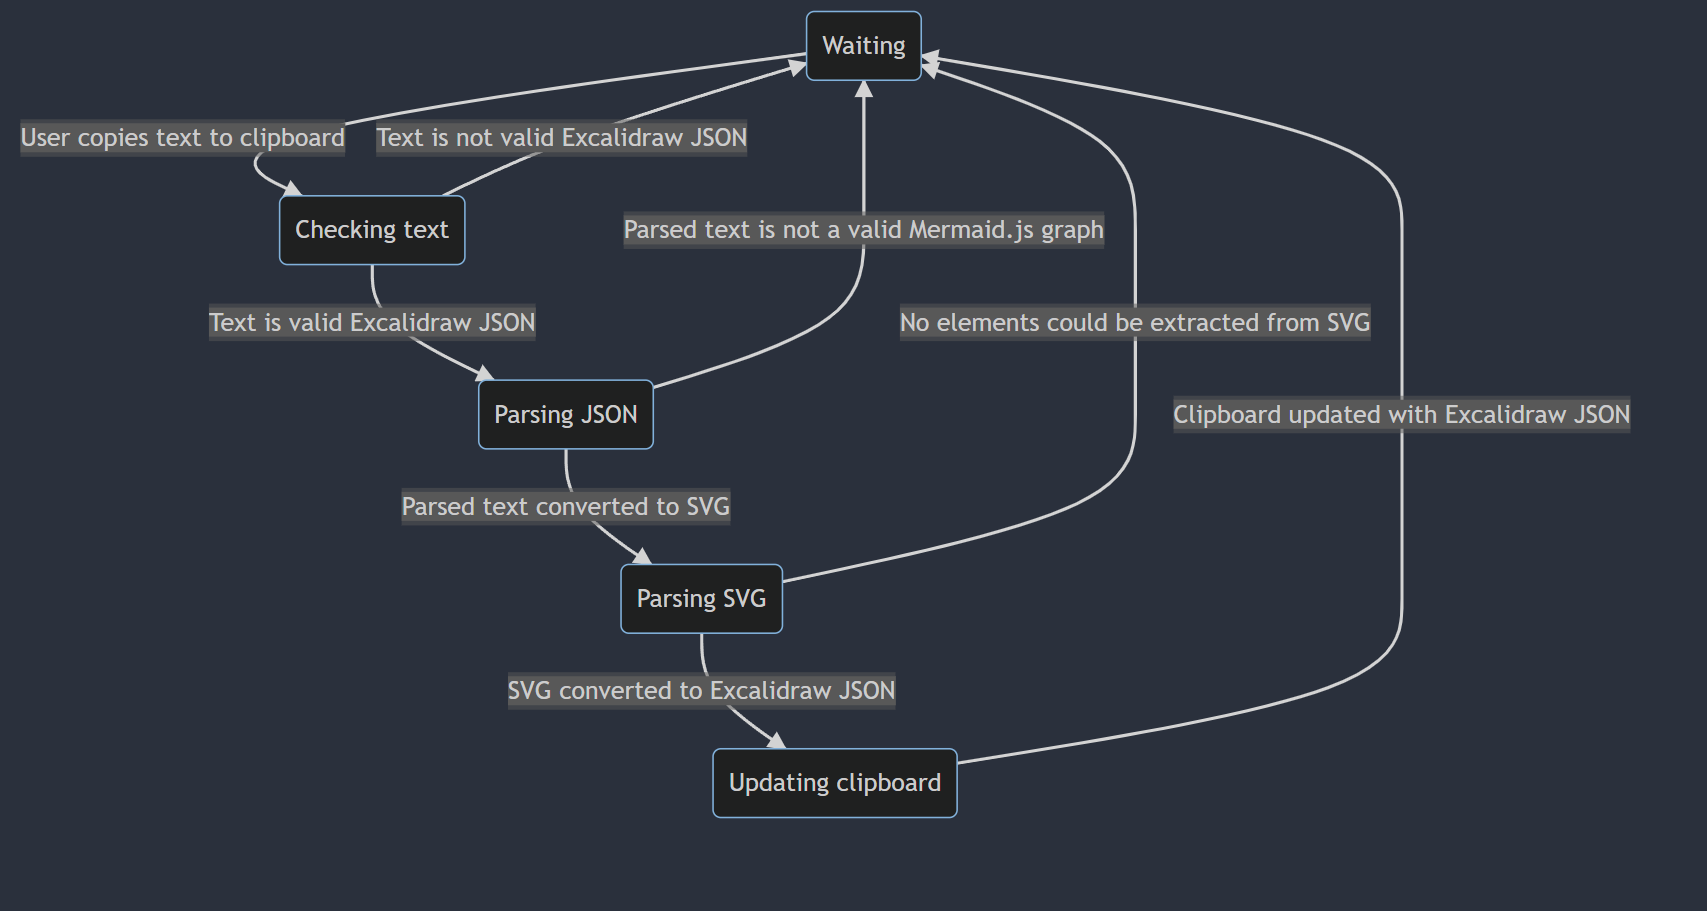 Waiting
User copies text to clipboard
Text is not valid Excalidraw JSON
Checking text
Parsed text is not a valid Mermaid.js graph
Text is valid Excalidraw JSON
No elements could be extracted from SVG
Parsing JSON
Clipboard updated with Excalidraw JSON
Parsed text converted to SVG
Parsing SVG
SVG converted to Excalidraw JSON
Updating clipboard